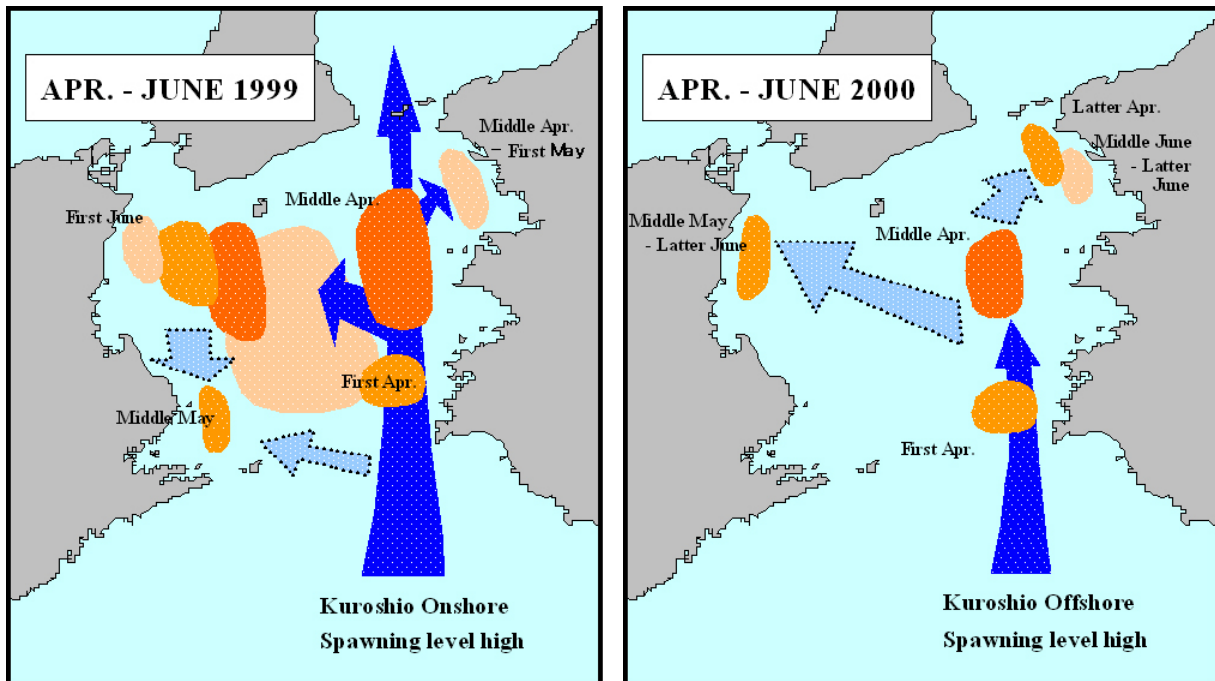 APR. - JUNE 1999
Middle Apr.
- First May
Middle Apr.
First June
First Apr.
Middle May
Kuroshio Onshore
Spawning level high
APR. - JUNE 2000
Latter Apr.
Middle June
- Latter
June
Middle May
- Latter June
Middle Apr.
First Apr.
Kuroshio Offshore
Spawning level high